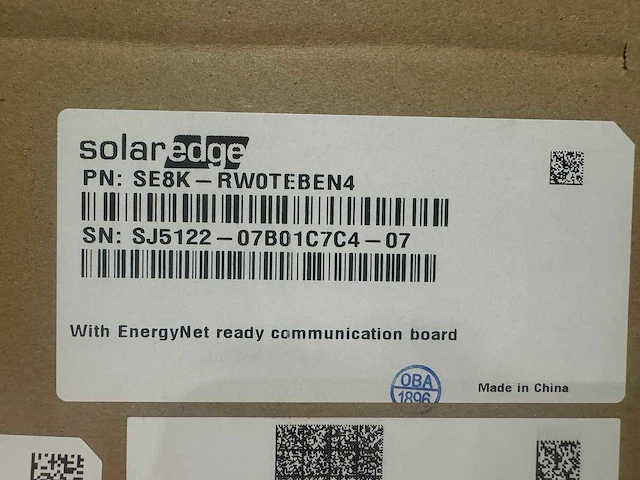 solaredge
PN: SE8K-RW0TEBEN4
SN: SJ5122-07B01C7C4-07
With EnergyNet ready communication board
OBA
1896
Made in China